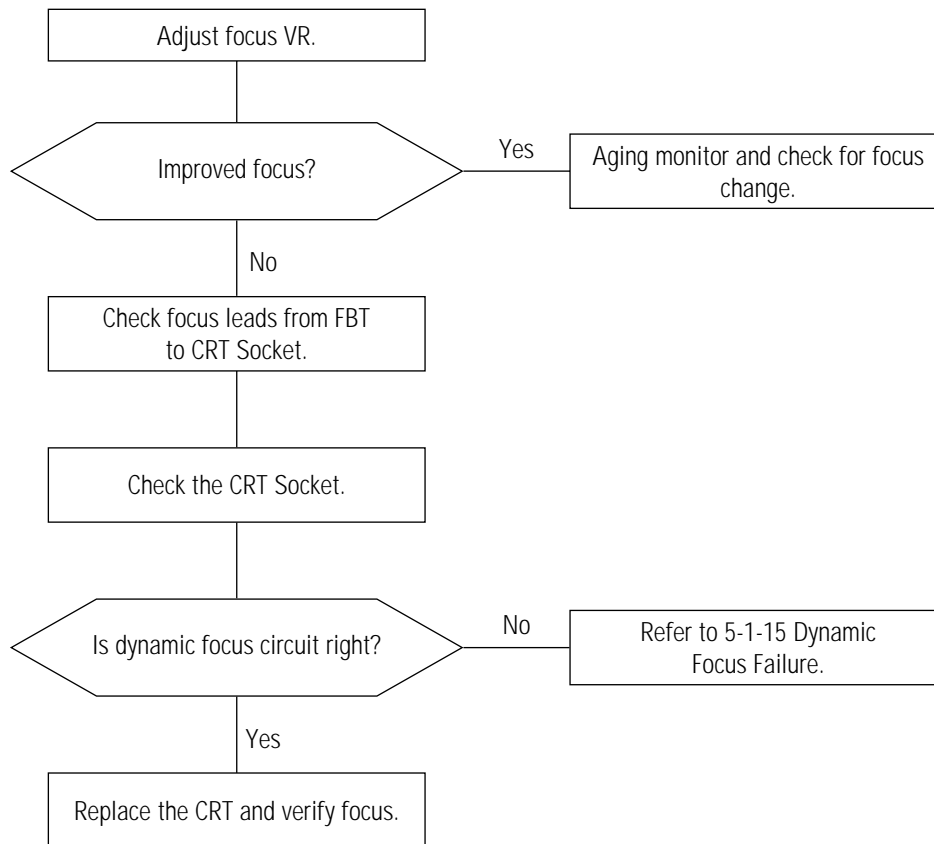 Adjust focus VR.
Improved focus?
Yes
Aging monitor and check for focus
change.
No
Check focus leads from FBT
to CRT Socket.
Check the CRT Socket.
Is dynamic focus circuit right?
No
Refer to 5-1-15 Dynamic
Focus Failure.
Yes
Replace the CRT and verify focus.